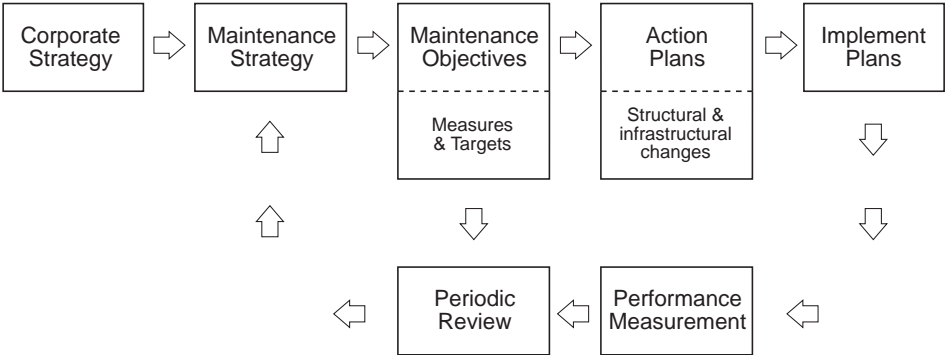 Corporate
Strategy
Maintenance
Strategy
Maintenance
Objectives
Measures
& Targets
Action
Plans
Structural &
infrastructural
changes
Implement
Plans
Periodic
Review
Performance
Measurement